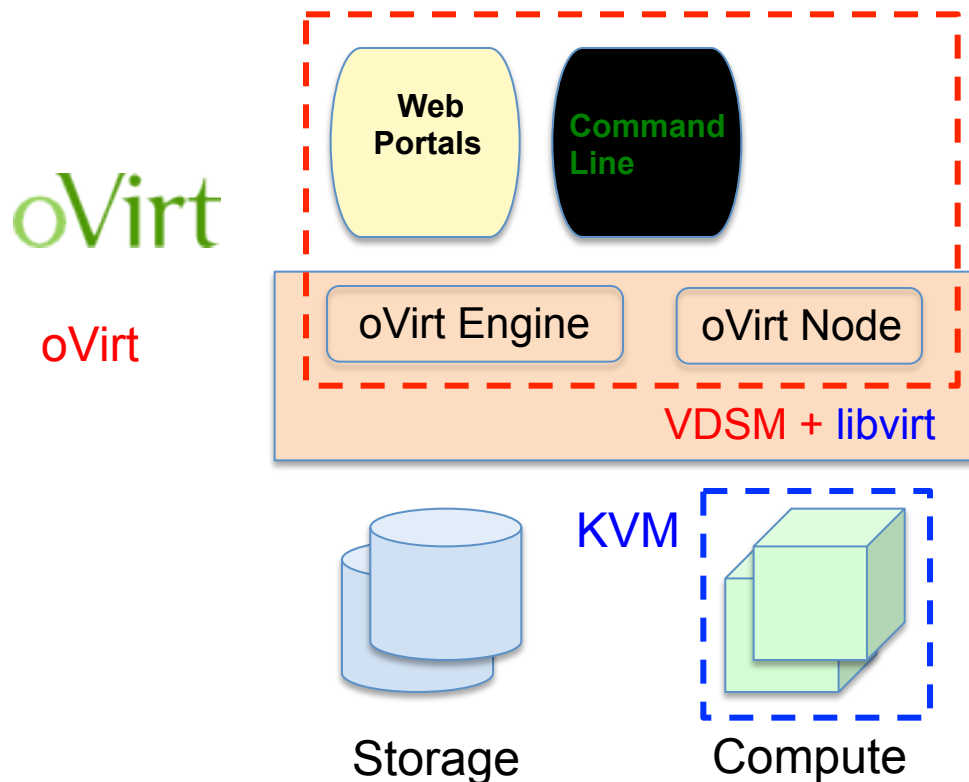 Web
Portals
Command
Line
oVirt
oVirt Engine
oVirt Node
oVirt
VDSM + libvirt
KVM
Storage
Compute